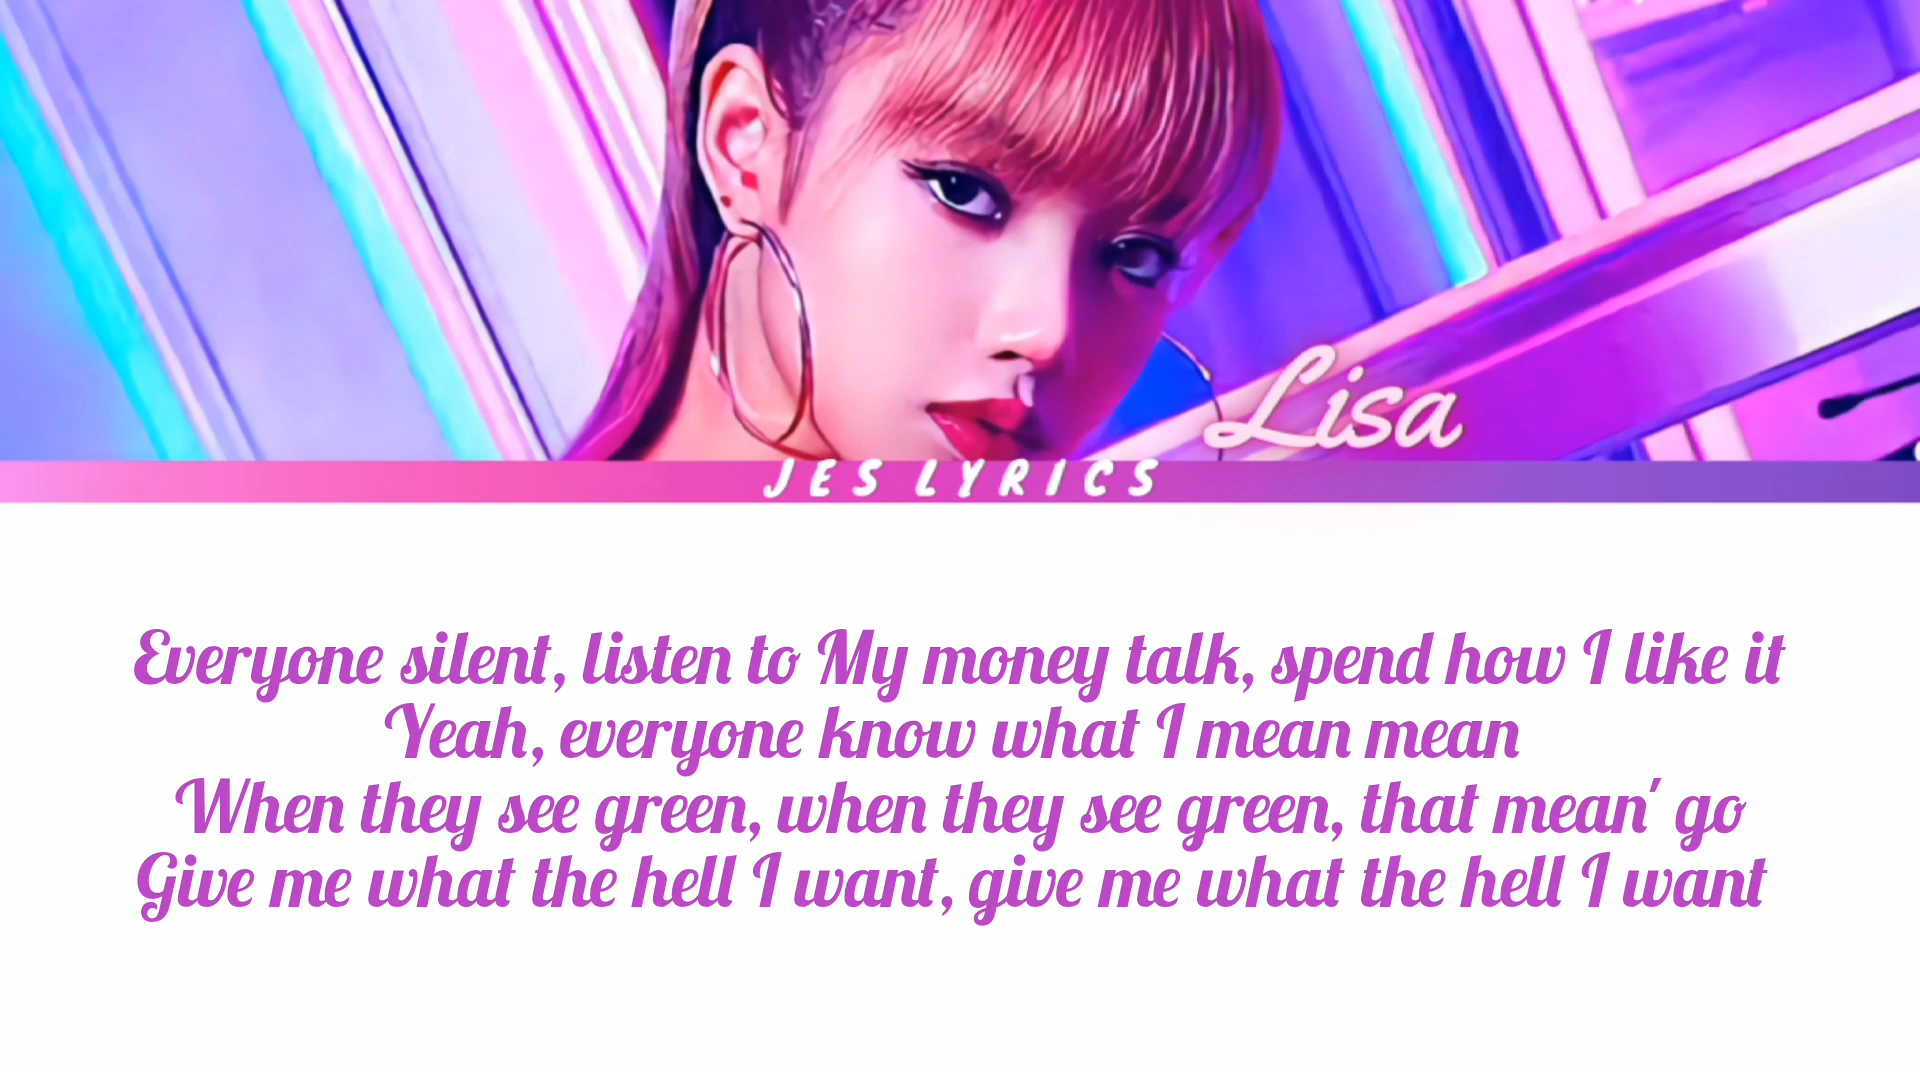 Lisa
JES LYRICS
Everyone silent, listen to My money talk, spend how I like it
Yeah, everyone know what I mean mean
When they see green, when they see green, that mean' go
Give me what the hell I want, give me what the hell I want